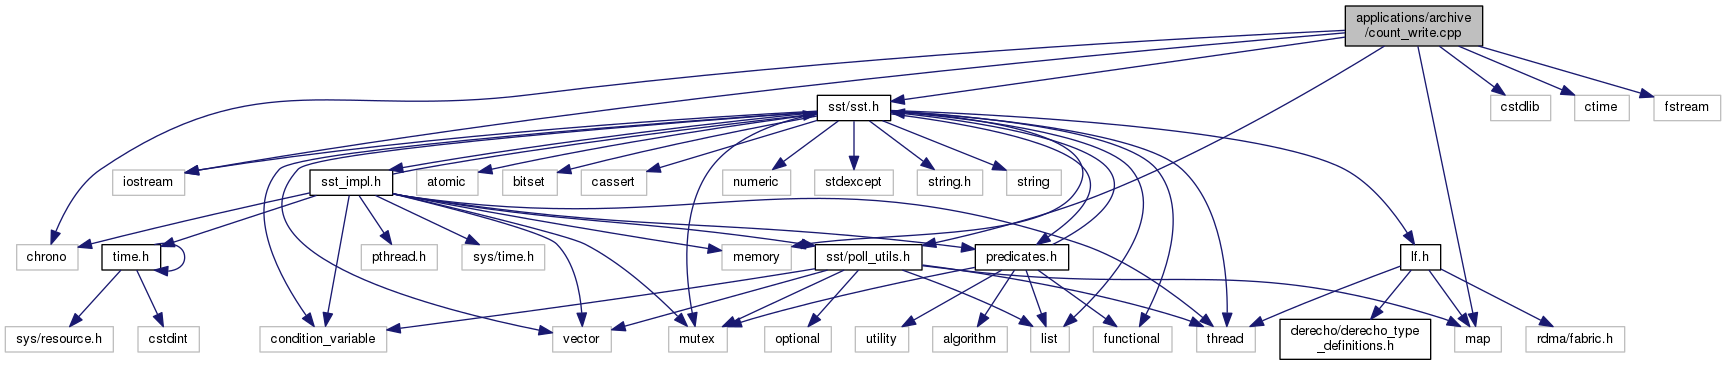 applications/archive
/count_write.cpp
sst/sst.h
cstdlib
ctime
fstream
iostream
sst_impl.h
atomic
bitset
cassert
numeric
stdexcept
string.h
string
chrono
time.h
pthread.h
sys/time.h
memory
sst/poll_utils.h
predicates.h
lf.h
sys/resource.h
cstdint
condition_variable
vector
mutex
optional
utility
algorithm
list
functional
thread
derecho/derecho_type
_definitions.h
map
rdma/fabric.h